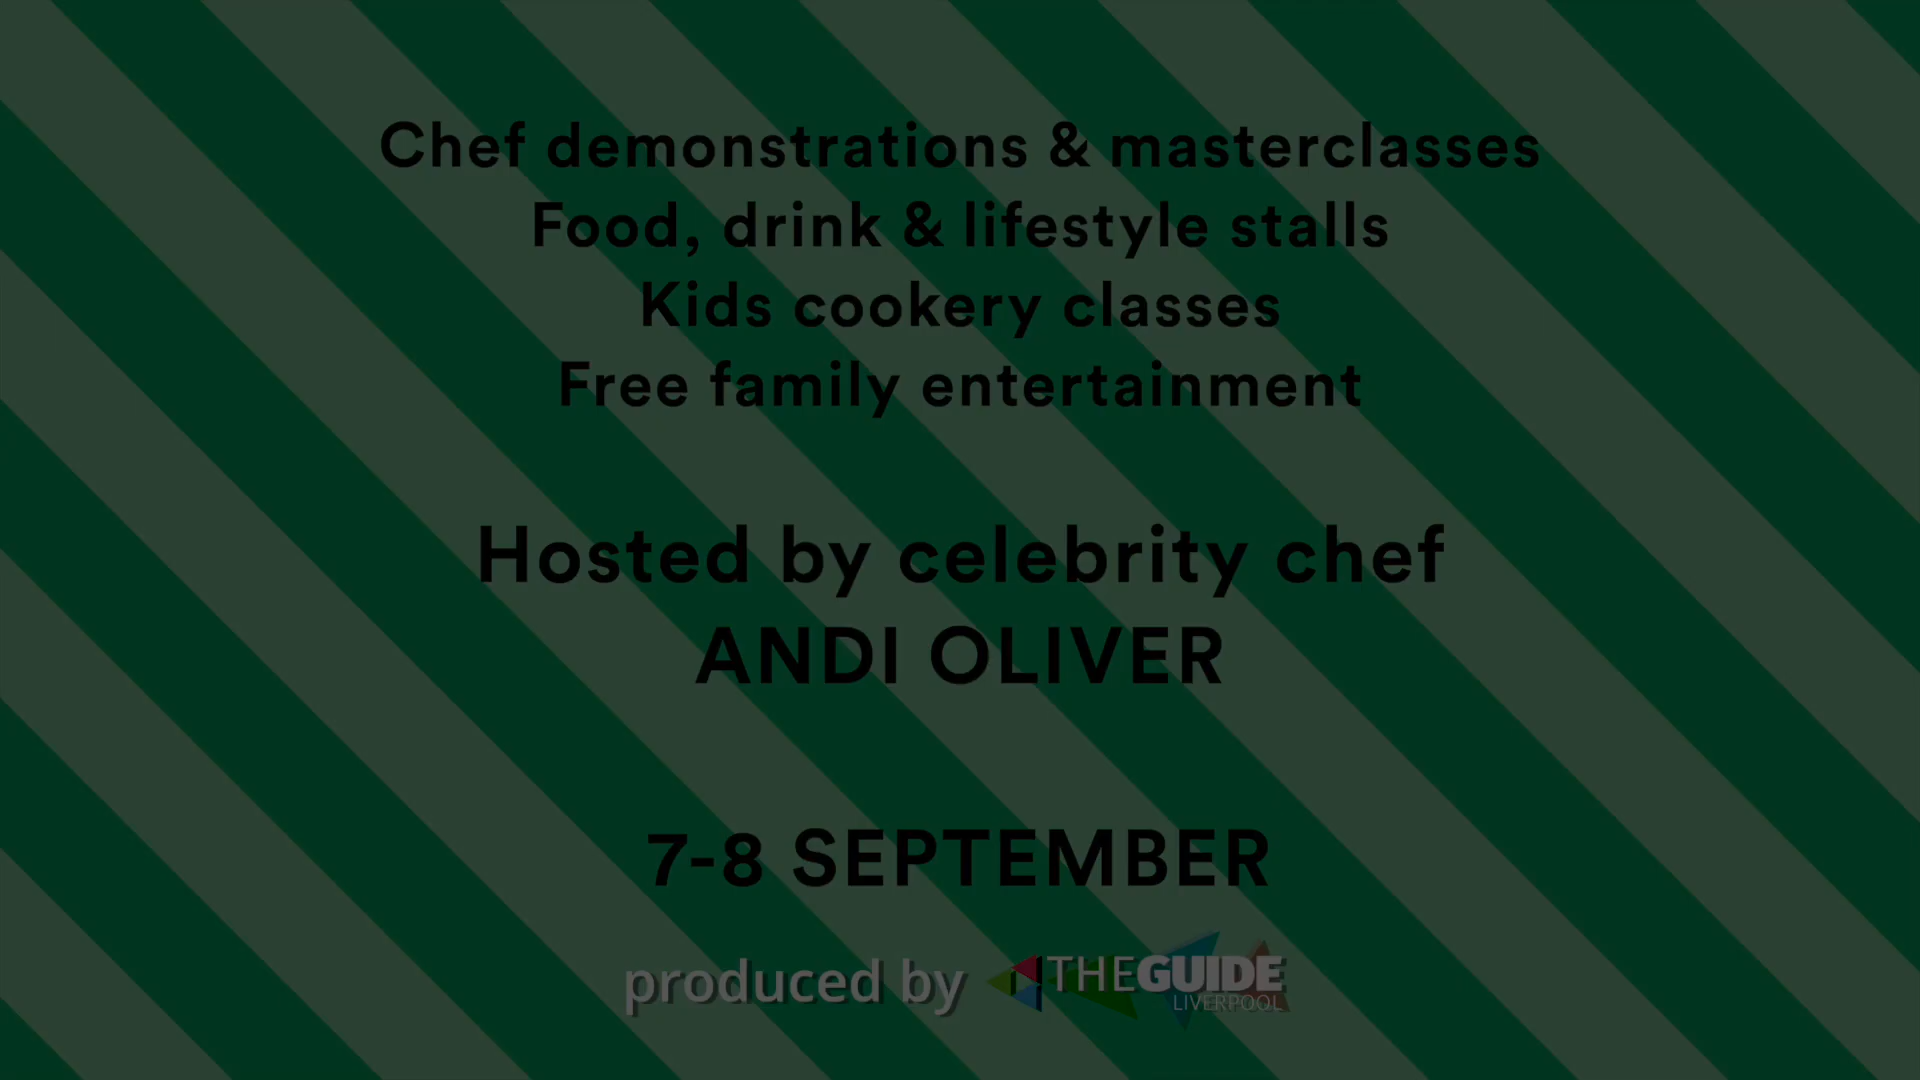 Chef demonstrations & masterclasses
Food, drink & lifestyle stalls
Kids cookery classes
Free family entertainment
Hosted by celebrity chef
ANDI OLIVER
7-8 SEPTEMBER
produced by THEGUIDE
LIVERPOOL